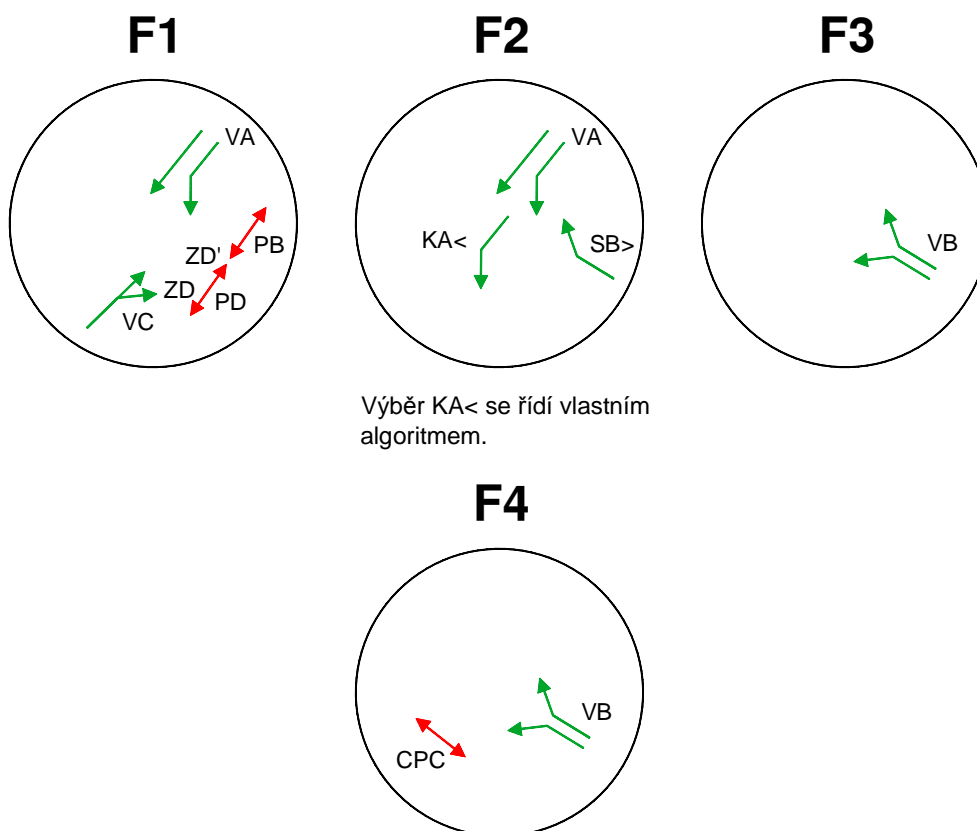 F1
F2
F3
VA
PB
ZD'
ZD
PD
VC
VA
KA<
SB>
VB
Výběr KA< se řídí vlastním
algoritmem.
F4
VB
CPC